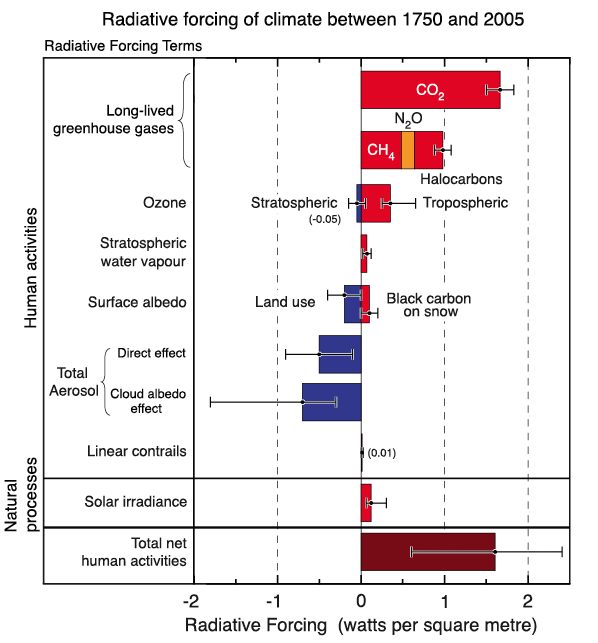 Radiative forcing of climate between 1750 and 2005
Radiative Forcing Terms
CO2
Long-lived
greenhouse gases
N2O
CH4
Halocarbons
Ozone
Stratospheric
(-0.05)
Tropospheric
Stratospheric
water vapour
Surface albedo
Land use
Black carbon
on snow
Human activities
Total
Aerosol
Direct effect
Cloud albedo
effect
Linear contrails
(0.01)
Natural
processes
Solar irradiance
Total net
human activities
-2 -1 0 1 2
Radiative Forcing (watts per square metre)